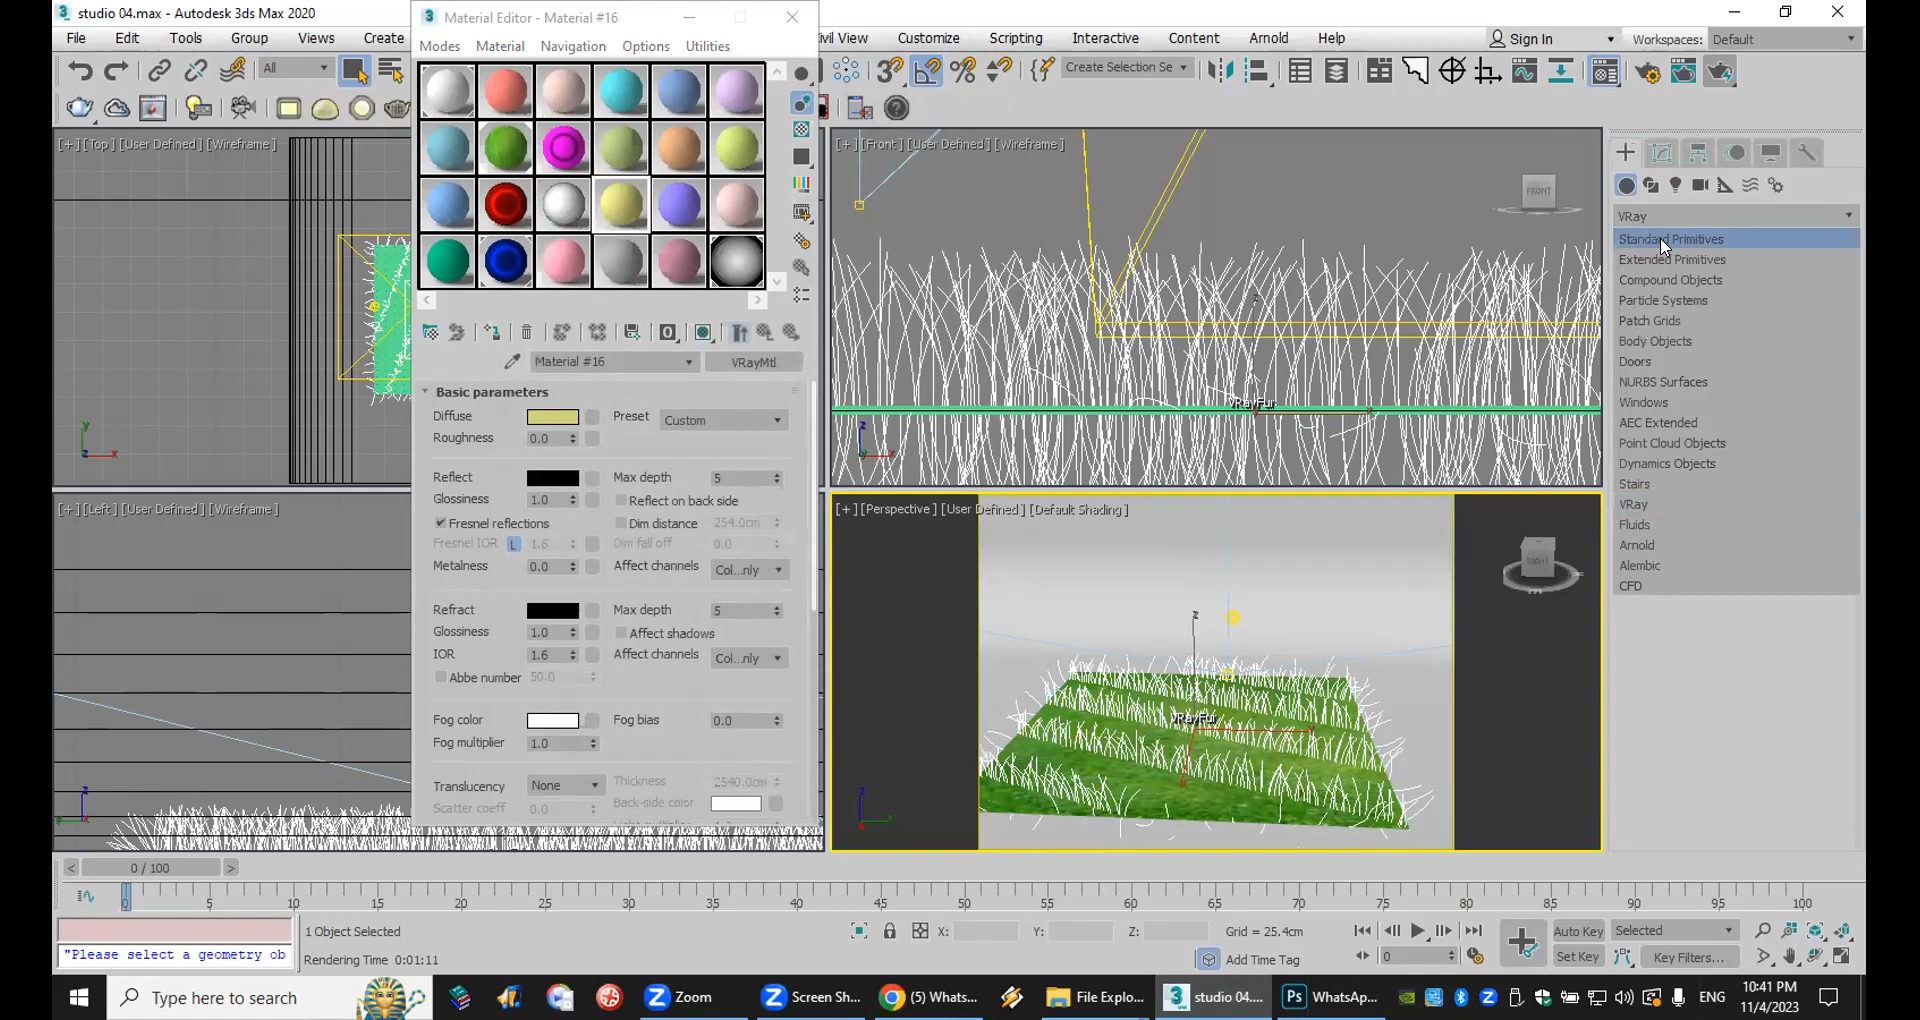 studio 04.max - Autodesk 3ds Max 2020
Material Editor - Material #16
File Edit Tools Group Views Create
Modes Material Navigation Options Utilities
ivil View Customize Scripting Interactive Content Arnold Help
Sign In
Workspaces: Default
All
Create Selection Se
[+] [Top] [User Defined] [Wireframe]
[+] [Front] [User Defined] [Wireframe]
FRONT
VRay
Standard Primitives
Extended Primitives
Compound Objects
Particle Systems
Patch Grids
Body Objects
Doors
NURBS Surfaces
Windows
AEC Extended
Point Cloud Objects
Dynamics Objects
Stairs
VRay
Fluids
Arnold
Alembic
CFD
VRayFur
Material #16 VRayMtl
Basic parameters
Diffuse Preset Custom
Roughness 0.0
Reflect Max depth 5
Glossiness 1.0 Reflect on back side
Fresnel reflections Dim distance 254.0cm
Fresnel IOR L 1.6 Dim fall off 0.0
Metalness 0.0 Affect channels Col...nly
Refract Max depth 5
Glossiness 1.0 Affect shadows
IOR 1.6 Affect channels Col...nly
Abbe number 50.0
Fog color Fog bias 0.0
Fog multiplier 1.0
Translucency None Thickness 2540.0cm
Scatter coeff 0.0 Back-side color
[+] [Left] [User Defined] [Wireframe]
[+] [Perspective] [User Defined] [Default Shading]
RIGHT
VRayFur
0 / 100
0 5 10 15 20 25 30 35 40 45 50 55 60 65 70 75 80 85 90 95 100
1 Object Selected
X: Y: Z: Grid = 25.4cm
Auto Key Selected
"Please select a geometry ob
Rendering Time 0:01:11
Add Time Tag
0
Set Key Key Filters...
Type here to search
Zoom
Screen Sh...
(5) Whats...
File Explo...
studio 04....
WhatsAp...
ENG
10:41 PM
11/4/2023